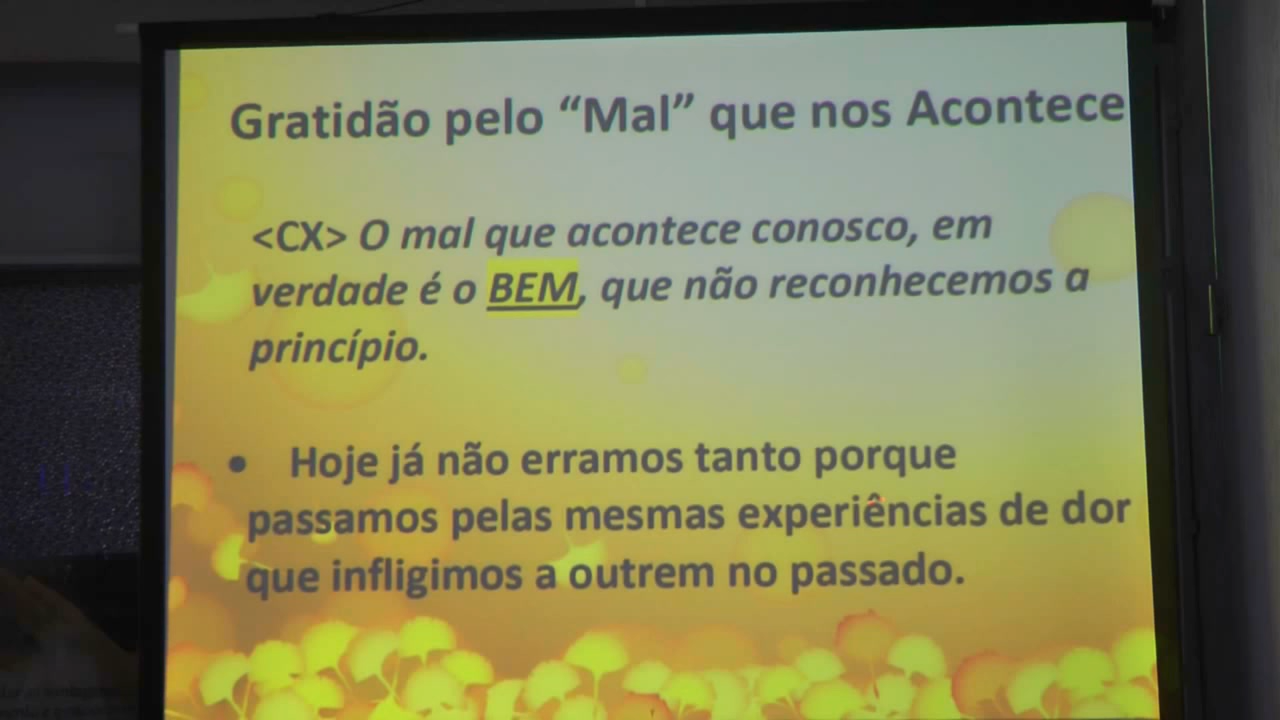 Gratidão pelo “Mal” que nos Acontece
<CX> O mal que acontece conosco, em
verdade é o BEM, que não reconhecemos a
princípio.
• Hoje já não erramos tanto porque
passamos pelas mesmas experiências de dor
que infligimos a outrem no passado.